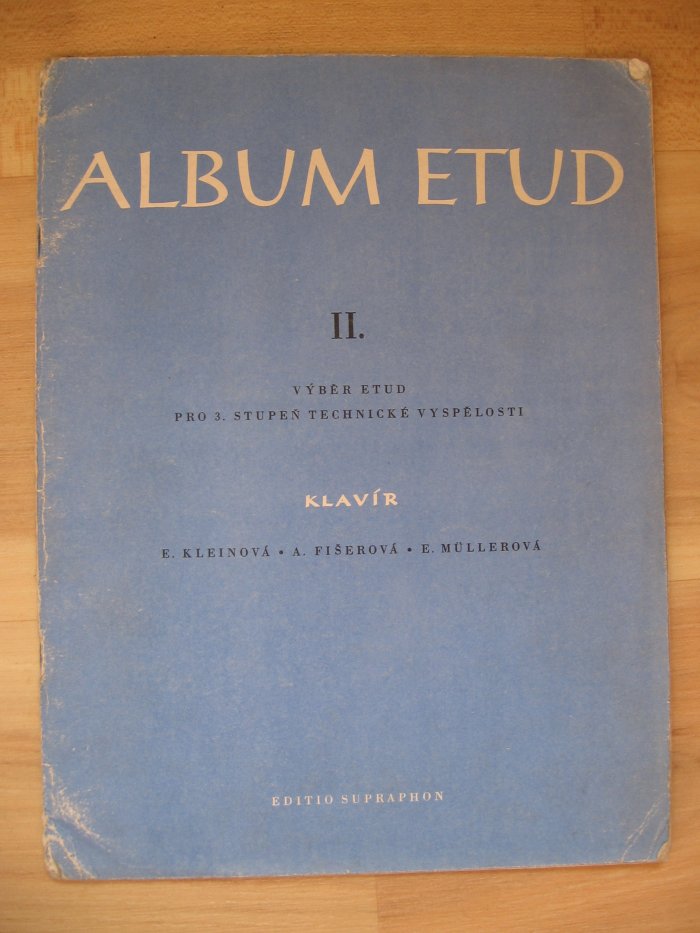 ALBUM ETUD
II.
VÝBĚR ETUD
PRO 3. STUPEŇ TECHNICKÉ VYSPĚLOSTI
KLAVÍR
E. KLEINOVÁ • A. FIŠEROVÁ • E. MÜLLEROVÁ
EDITIO SUPRAPHON